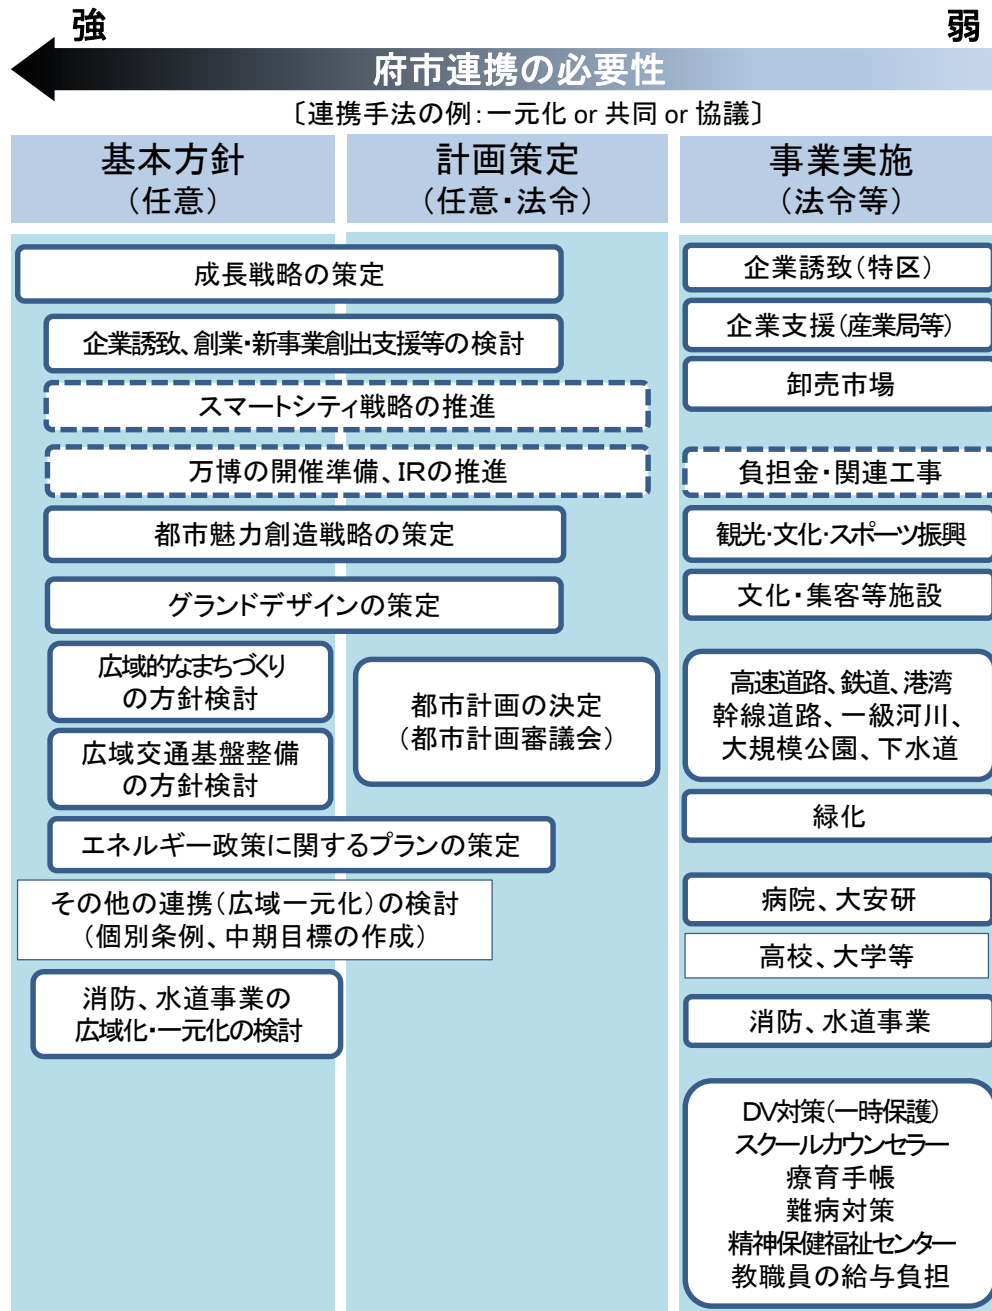 強
弱
府市連携の必要性
〔連携手法の例:一元化 or 共同 or 協議〕
基本方針
（任意）
計画策定
（任意・法令）
事業実施
（法令等）
成長戦略の策定
企業誘致、創業・新事業創出支援等の検討
スマートシティ戦略の推進
万博の開催準備、IRの推進
都市魅力創造戦略の策定
グランドデザインの策定
広域的なまちづくり
の方針検討
広域交通基盤整備
の方針検討
都市計画の決定
（都市計画審議会）
エネルギー政策に関するプランの策定
その他の連携（広域一元化）の検討
（個別条例、中期目標の作成）
消防、水道事業の
広域化・一元化の検討
企業誘致（特区）
企業支援（産業局等）
卸売市場
負担金・関連工事
観光・文化・スポーツ振興
文化・集客等施設
高速道路、鉄道、港湾
幹線道路、一級河川、
大規模公園、下水道
緑化
病院、大安研
高校、大学等
消防、水道事業
DV対策（一時保護）
スクールカウンセラー
療育手帳
難病対策
精神保健福祉センター
教職員の給与負担